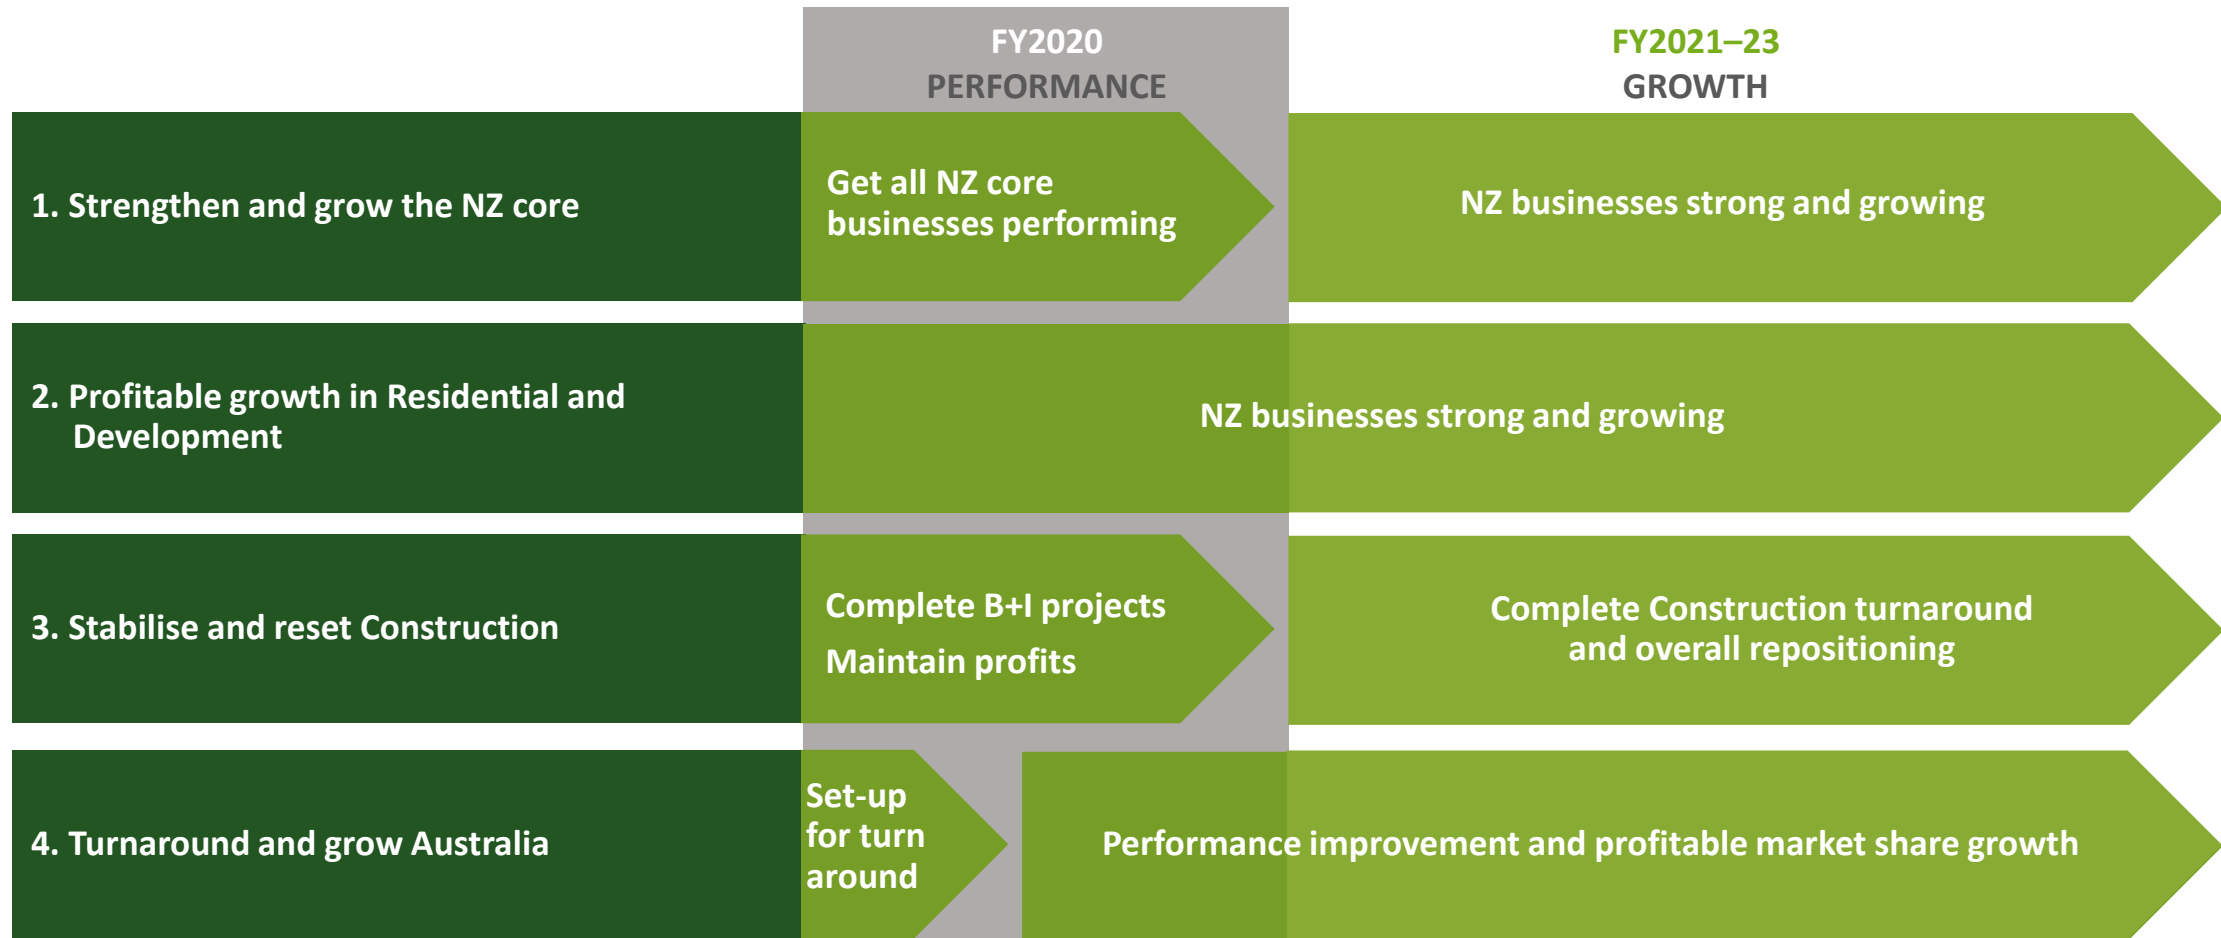 FY2020
PERFORMANCE
FY2021–23
GROWTH
1. Strengthen and grow the NZ core
Get all NZ core
businesses performing
NZ businesses strong and growing
2. Profitable growth in Residential and
Development
NZ businesses strong and growing
3. Stabilise and reset Construction
Complete B+I projects
Maintain profits
Complete Construction turnaround
and overall repositioning
4. Turnaround and grow Australia
Set-up
for turn
around
Performance improvement and profitable market share growth